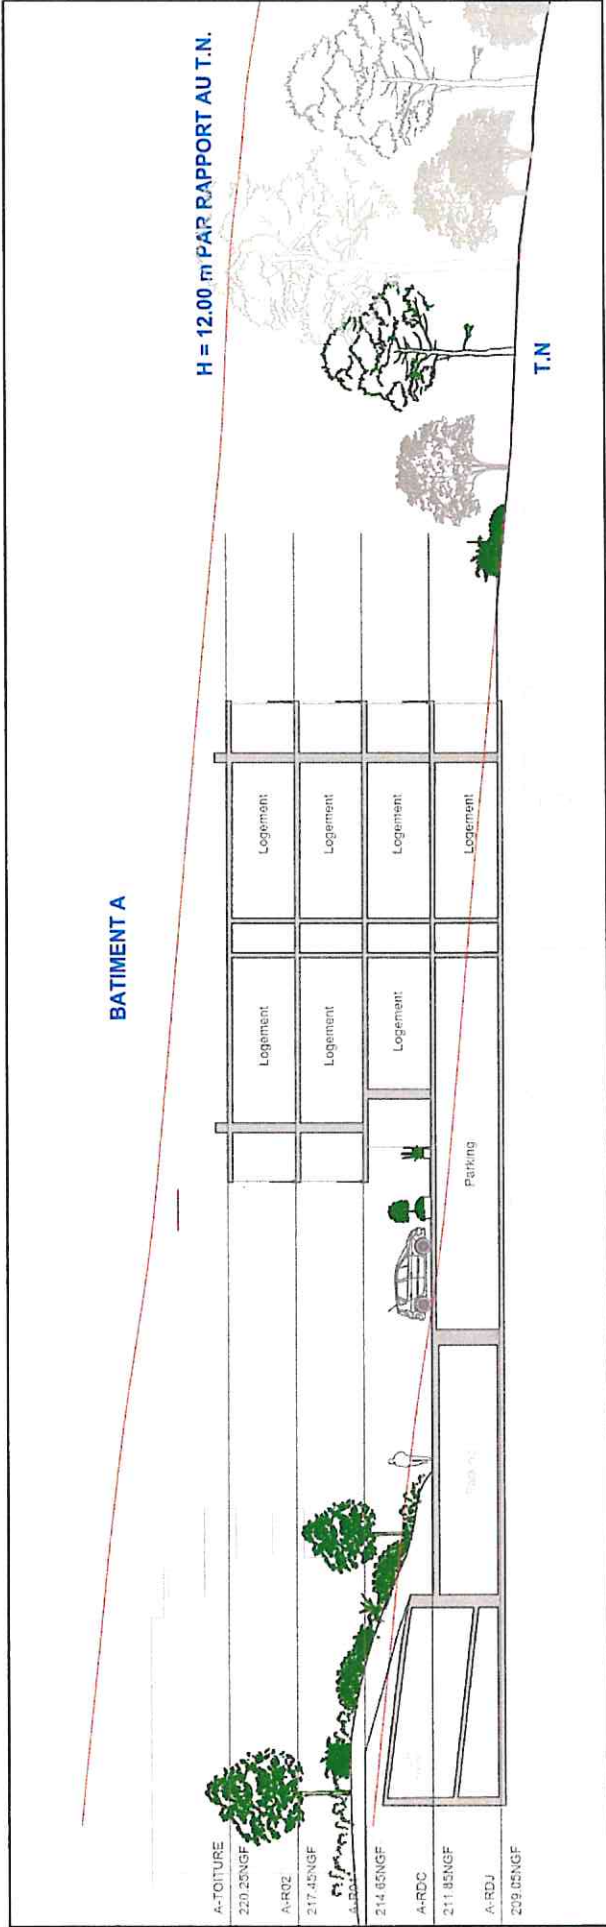 BATIMENT A
H = 12.00 m PAR RAPPORT AU T.N.
A-TOITURE
220.25NGF
Logement
Logement
A-R02
217.45NGF
Logement
Logement
214.65NGF
Logement
Logement
A-RDC
211.85NGF
Parking
Parking
Logement
A-RDJ
209.05NGF
T.N